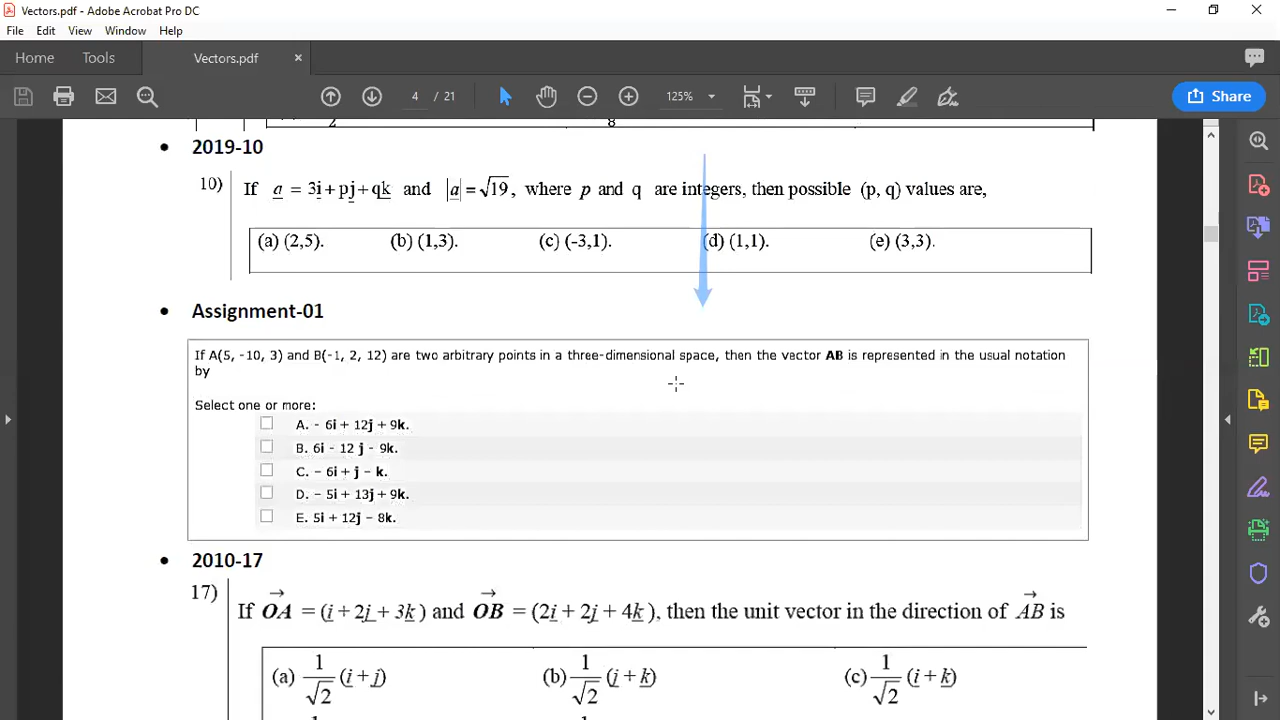 Vectors.pdf - Adobe Acrobat Pro DC
File Edit View Window Help
Home Tools Vectors.pdf ×
4 / 21 125% Share
2 8
• 2019-10
10) If a = 3i + pj + qk and |a| = √19, where p and q are integers, then possible (p, q) values are,
(a) (2,5). (b) (1,3). (c) (-3,1). (d) (1,1). (e) (3,3).
• Assignment-01
If A(5, -10, 3) and B(-1, 2, 12) are two arbitrary points in a three-dimensional space, then the vector AB is represented in the usual notation
by
Select one or more:
A. - 6i + 12j + 9k.
B. 6i - 12 j - 9k.
C. - 6i + j - k.
D. - 5i + 13j + 9k.
E. 5i + 12j - 8k.
• 2010-17
17) If OA→ = (i + 2j + 3k) and OB→ = (2i + 2j + 4k), then the unit vector in the direction of AB→ is
(a) 1/√2 (i + j) (b) 1/√2 (j + k) (c) 1/√2 (i + k)